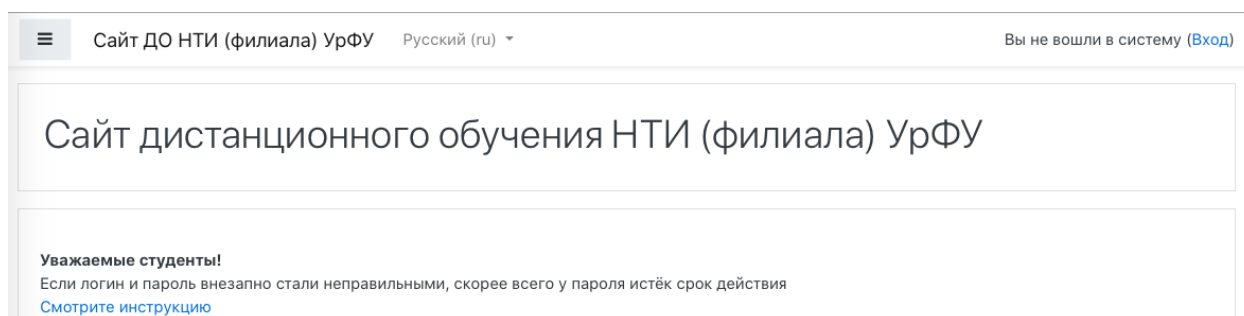 Сайт ДО НТИ (филиала) УрФУ Русский (ru) Вы не вошли в систему (Вход)
Сайт дистанционного обучения НТИ (филиала) УрФУ
Уважаемые студенты!
Если логин и пароль внезапно стали неправильными, скорее всего у пароля истёк срок действия
Смотрите инструкцию